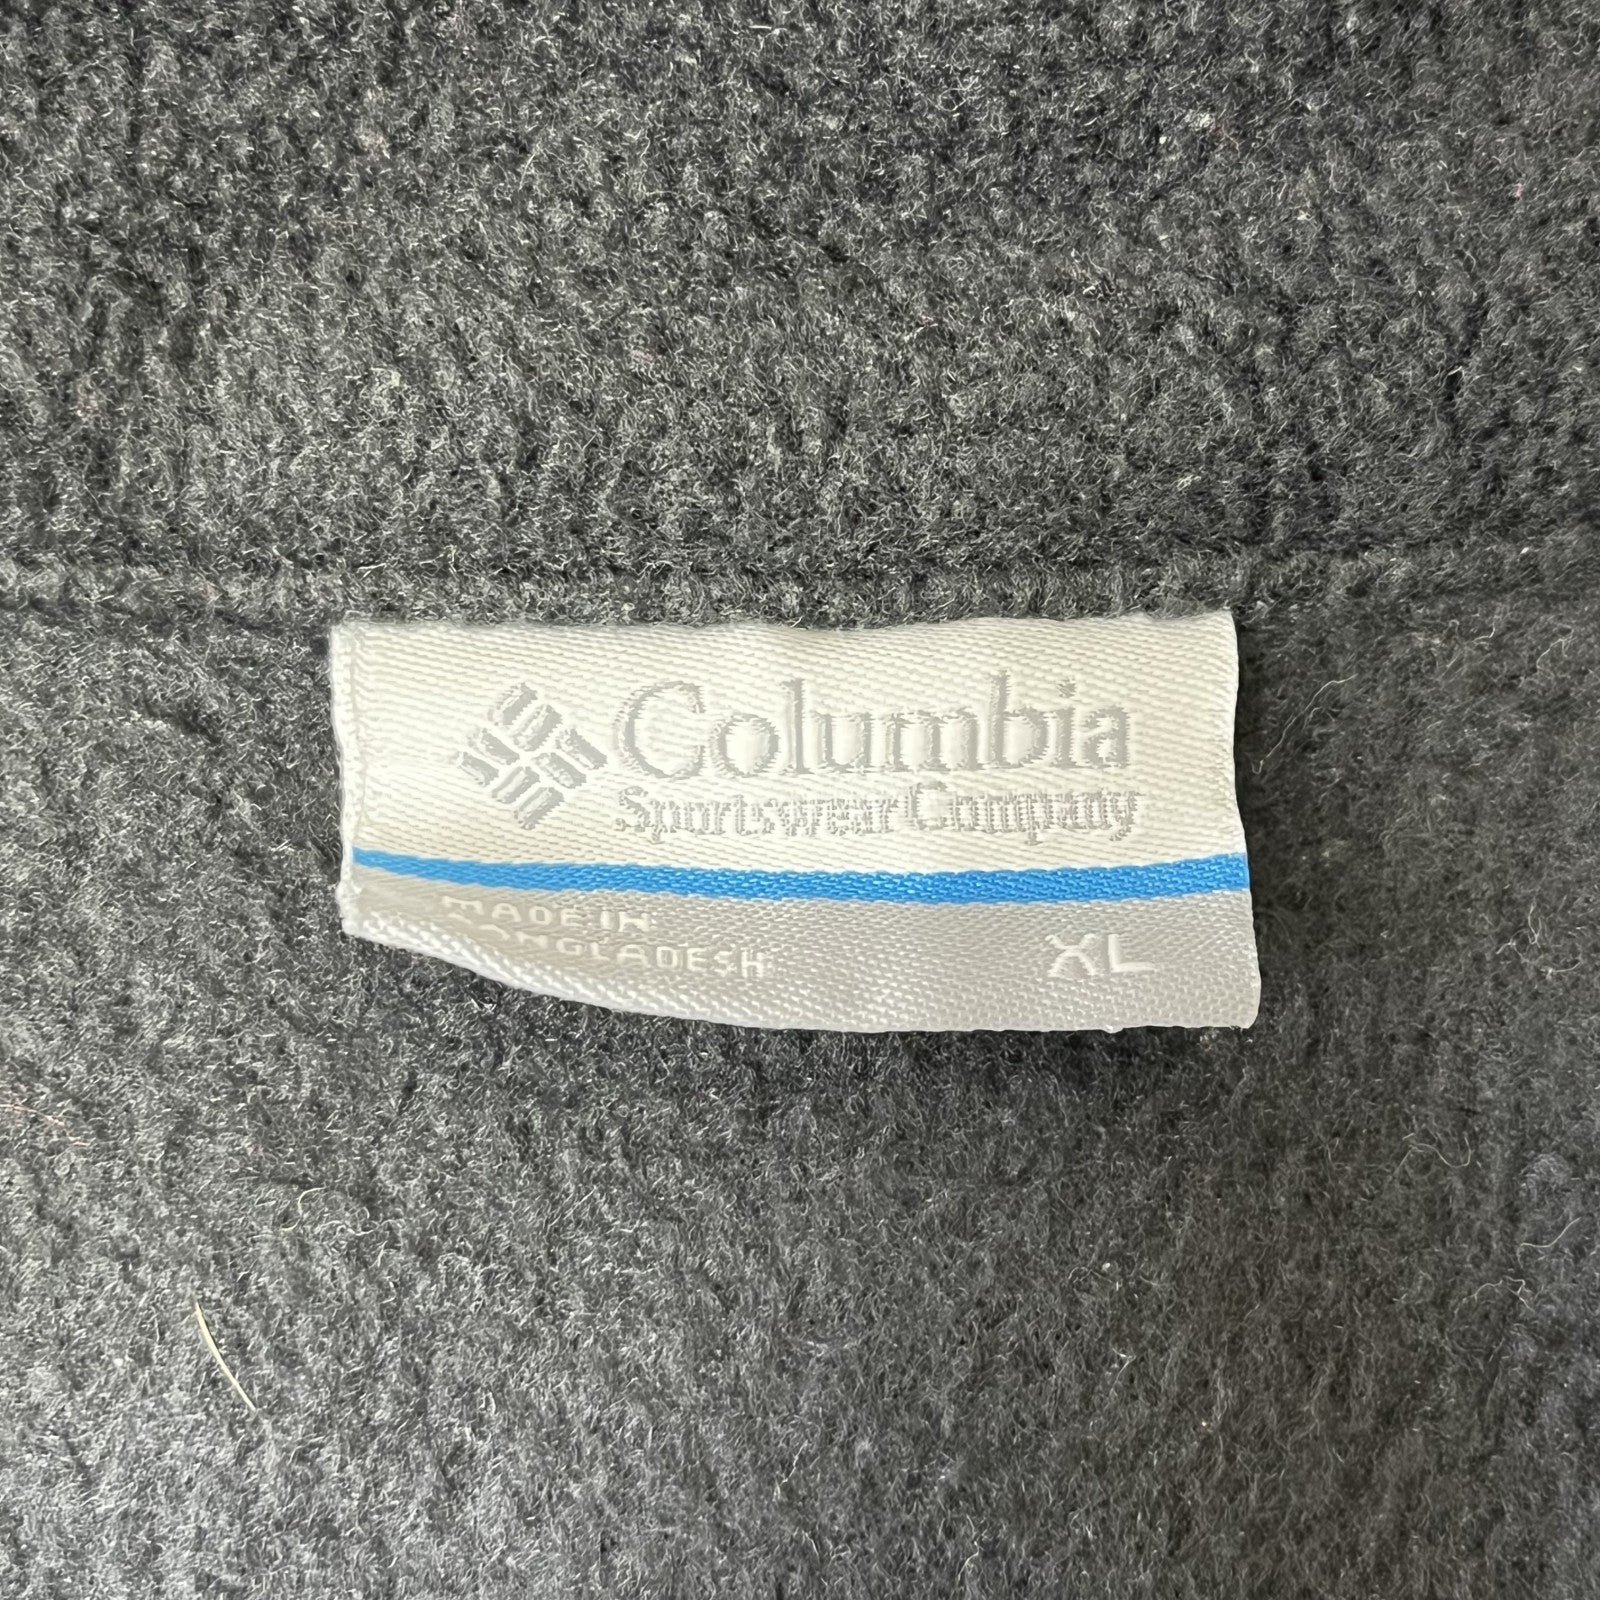 Columbia
Sportswear Company
MADE IN
BANGLADESH
XL